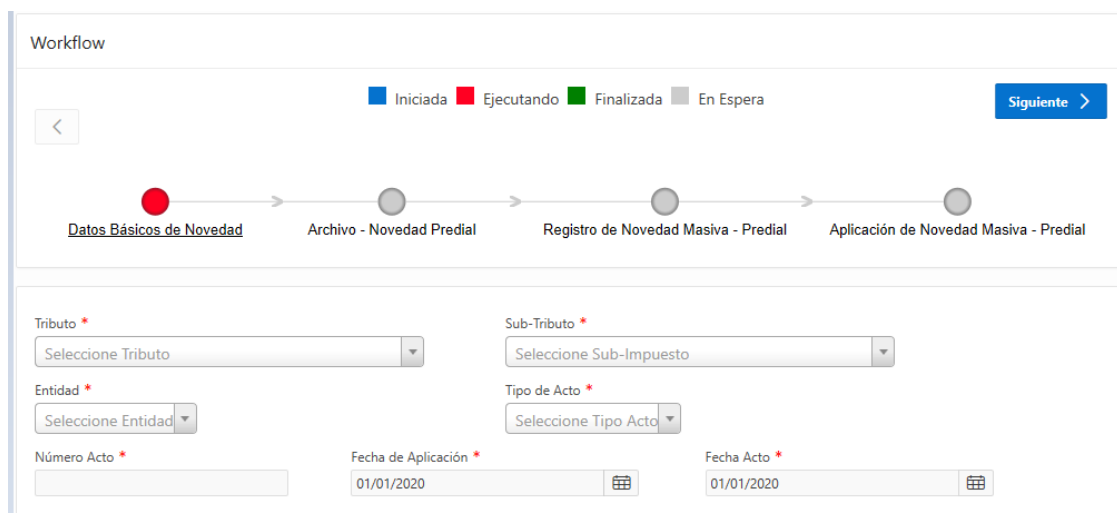 Workflow
Iniciada Ejecutando Finalizada En Espera
Siguiente
Datos Básicos de Novedad Archivo - Novedad Predial Registro de Novedad Masiva - Predial Aplicación de Novedad Masiva - Predial
Tributo * Sub-Tributo *
Seleccione Tributo Seleccione Sub-Impuesto
Entidad * Tipo de Acto *
Seleccione Entidad Seleccione Tipo Acto
Número Acto * Fecha de Aplicación * Fecha Acto *
01/01/2020 01/01/2020